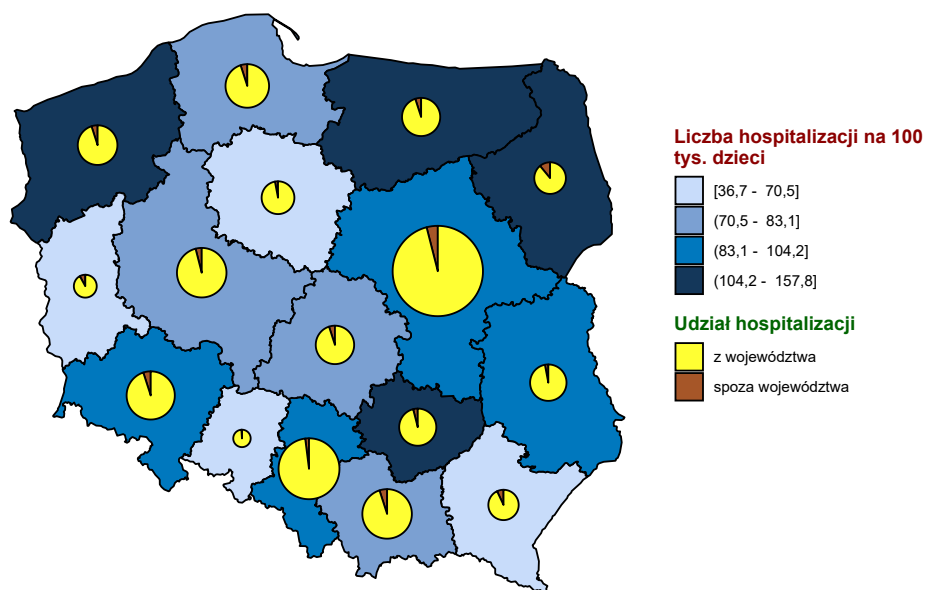 Liczba hospitalizacji na 100
tys. dzieci
[36,7 - 70,5]
(70,5 - 83,1]
(83,1 - 104,2]
(104,2 - 157,8]
Udział hospitalizacji
z województwa
spoza województwa